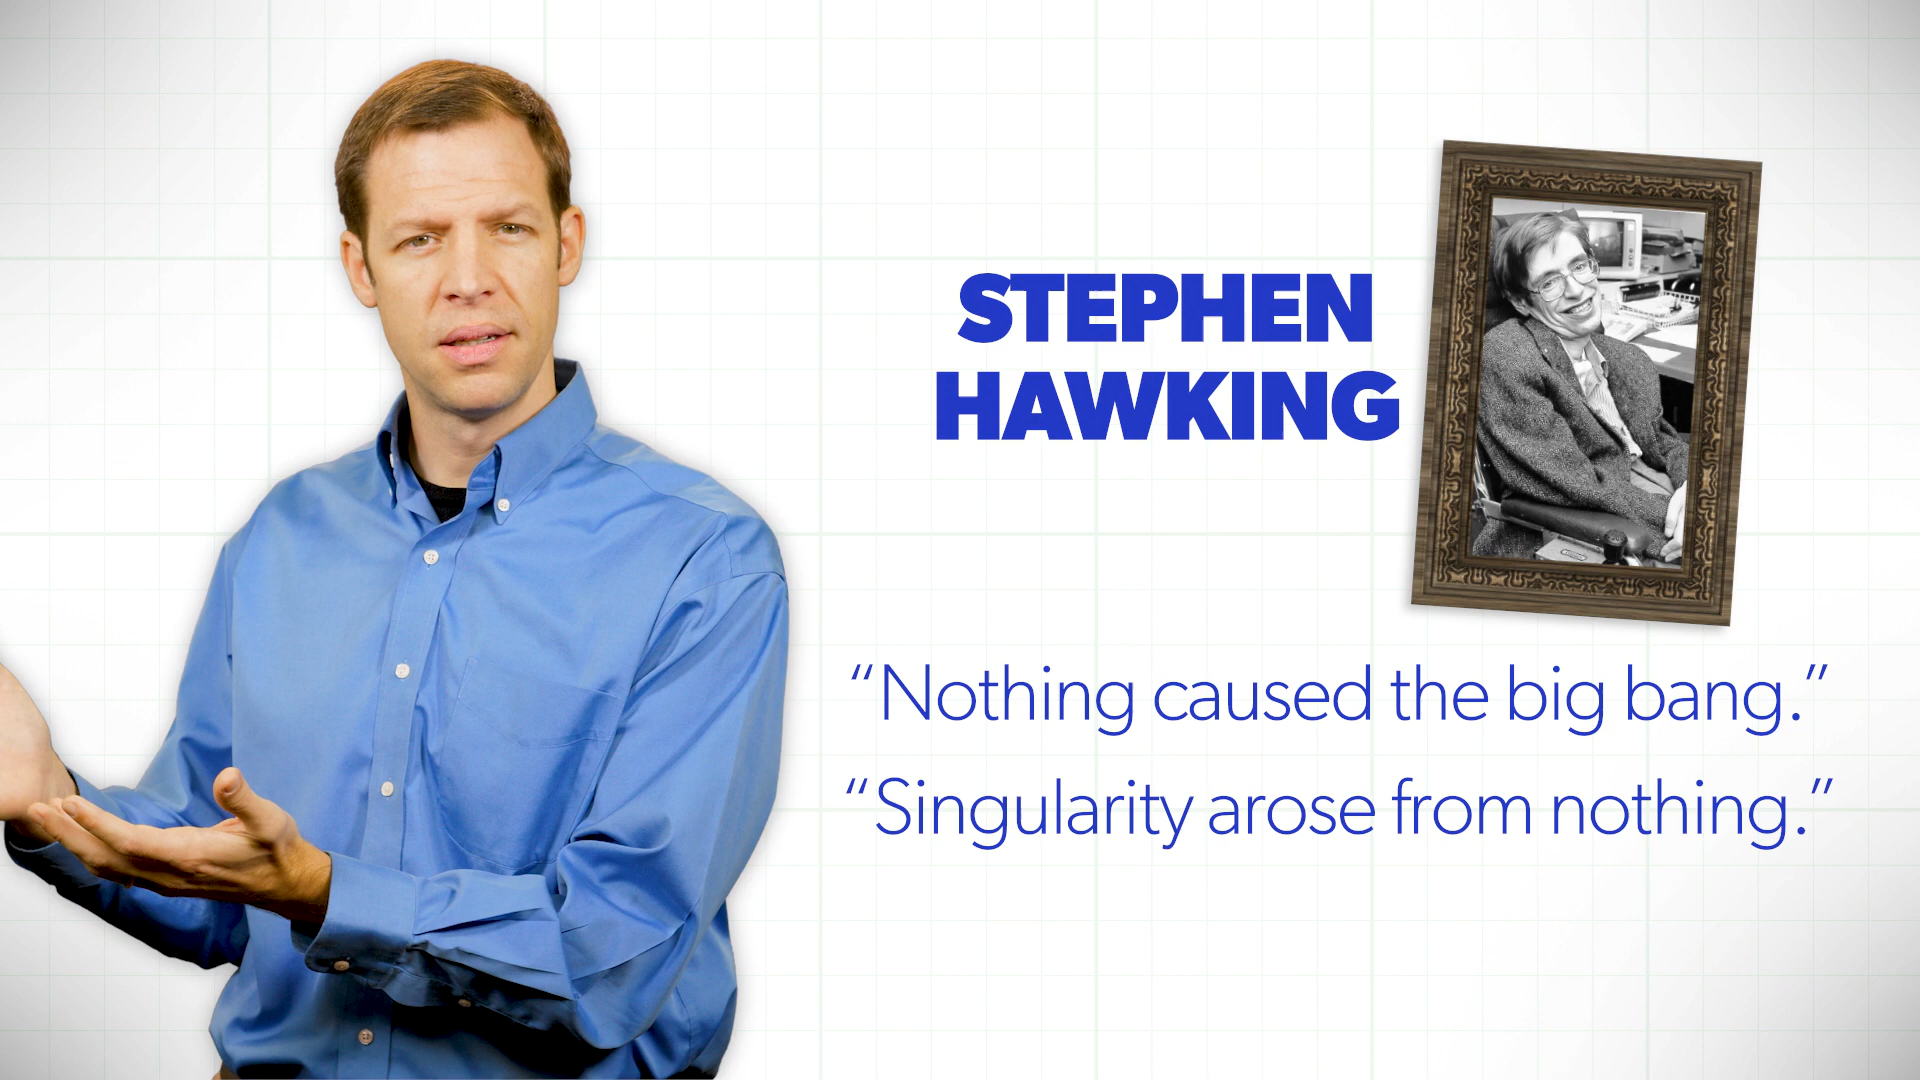 STEPHEN
HAWKING
“Nothing caused the big bang.”
“Singularity arose from nothing.”